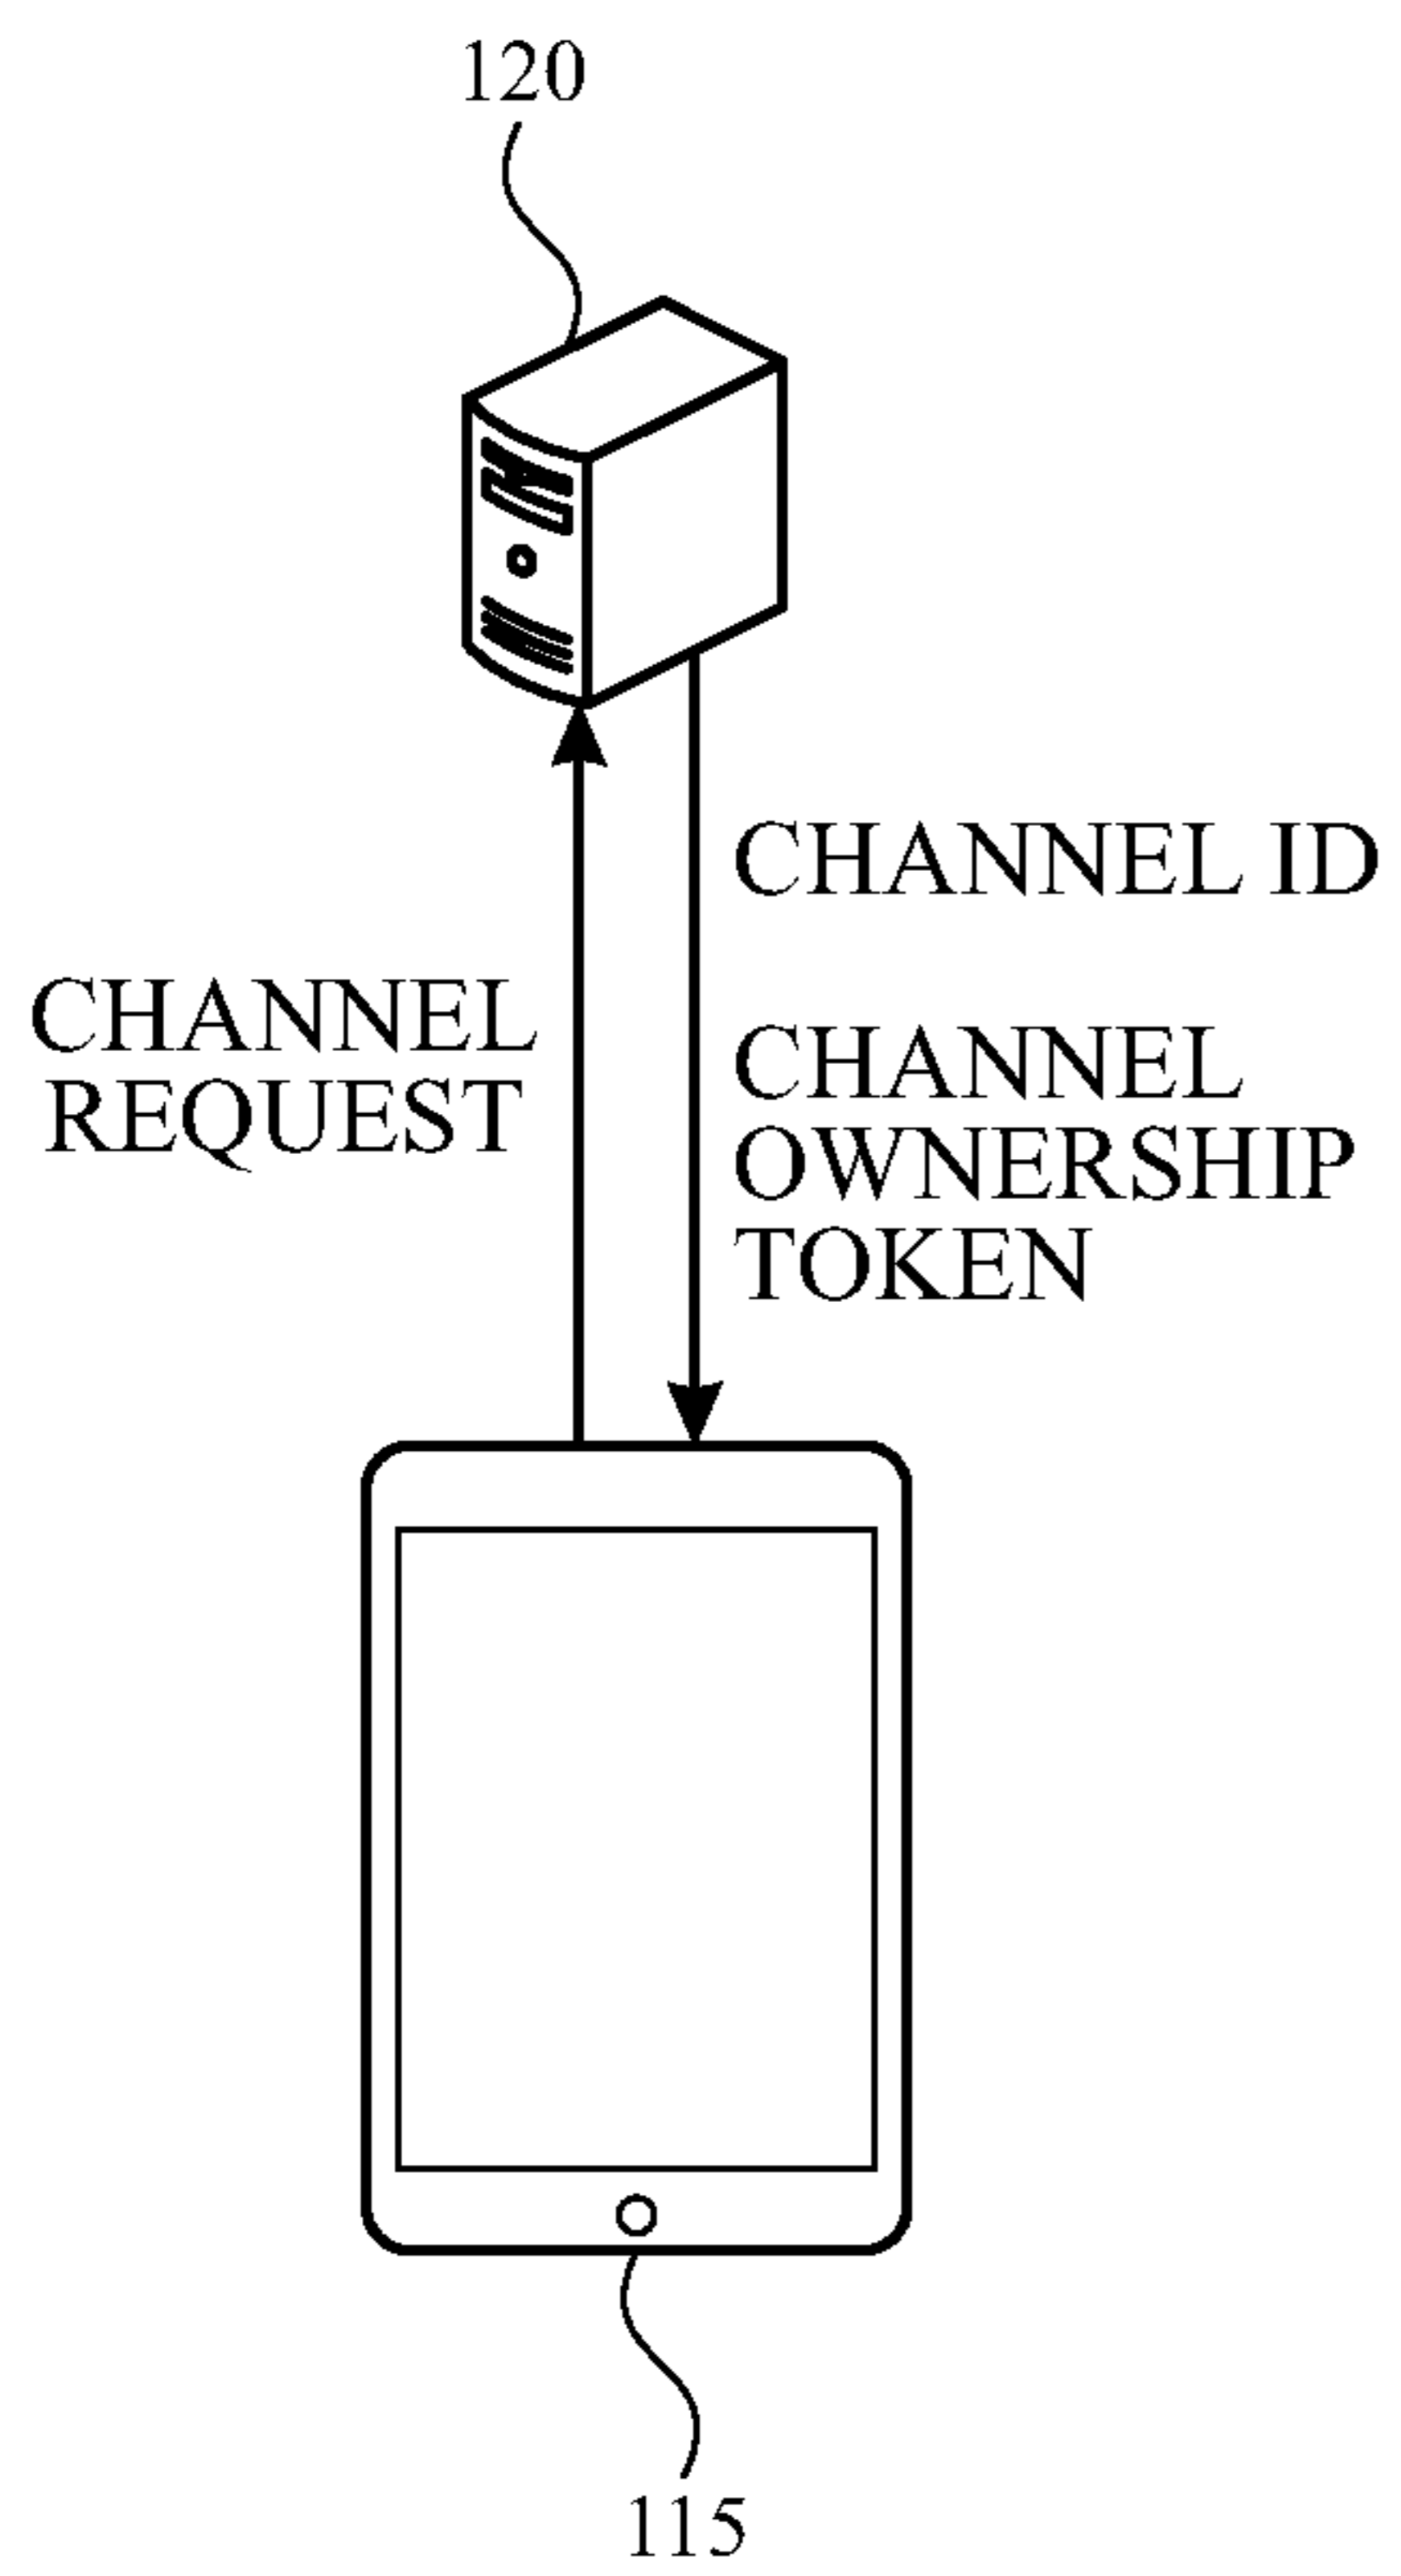 120
CHANNEL ID
CHANNEL
REQUEST
CHANNEL
OWNERSHIP
TOKEN
115